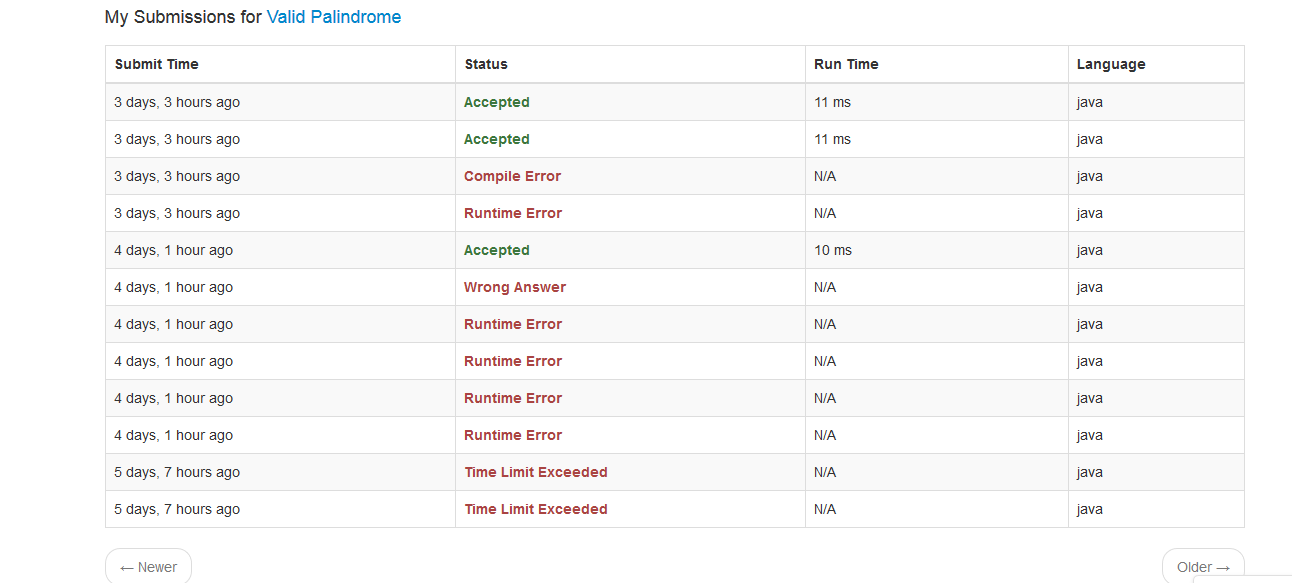 My Submissions for Valid Palindrome
Submit Time Status Run Time Language
3 days, 3 hours ago Accepted 11 ms java
3 days, 3 hours ago Accepted 11 ms java
3 days, 3 hours ago Compile Error N/A java
3 days, 3 hours ago Runtime Error N/A java
4 days, 1 hour ago Accepted 10 ms java
4 days, 1 hour ago Wrong Answer N/A java
4 days, 1 hour ago Runtime Error N/A java
4 days, 1 hour ago Runtime Error N/A java
4 days, 1 hour ago Runtime Error N/A java
4 days, 1 hour ago Runtime Error N/A java
5 days, 7 hours ago Time Limit Exceeded N/A java
5 days, 7 hours ago Time Limit Exceeded N/A java
← Newer Older →